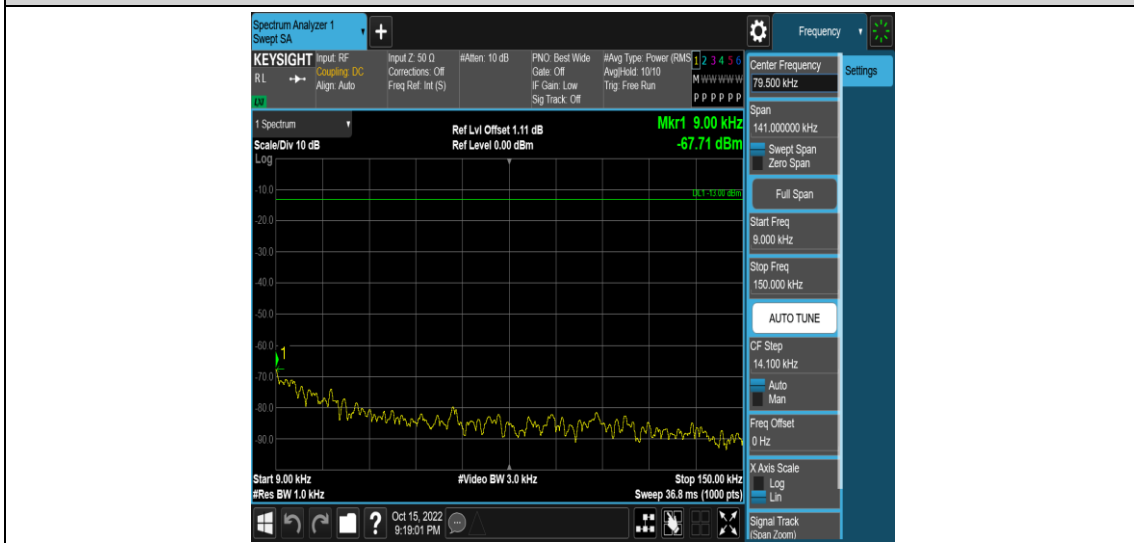 Spectrum Analyzer 1
Swept SA
+
Frequency
KEYSIGHT
Input: RF
Input Z: 50 Ω
#Atten: 10 dB
PNO: Best Wide
#Avg Type: Power (RMS
1 2 3 4 5 6
R L
Coupling: DC
Corrections: Off
Gate: Off
Avg|Hold: 10/10
M W W W W W
Align: Auto
Freq Ref: Int (S)
IF Gain: Low
Trig: Free Run
Sig Track: Off
P P P P P P
1 Spectrum
Scale/Div 10 dB
Ref Lvl Offset 1.11 dB
Ref Level 0.00 dBm
Mkr1 9.00 kHz
-67.71 dBm
Log
DL1 -13.00 dBm
-10.0
-20.0
-30.0
-40.0
-50.0
-60.0
1
-70.0
-80.0
-90.0
Start 9.00 kHz
#Video BW 3.0 kHz
Stop 150.00 kHz
#Res BW 1.0 kHz
Sweep 36.8 ms (1000 pts)
Center Frequency
79.500 kHz
Settings
Span
141.000000 kHz
Swept Span
Zero Span
Full Span
Start Freq
9.000 kHz
Stop Freq
150.000 kHz
AUTO TUNE
CF Step
14.100 kHz
Auto
Man
Freq Offset
0 Hz
X Axis Scale
Log
Lin
Signal Track
(Span Zoom)
?
Oct 15, 2022
9:19:01 PM